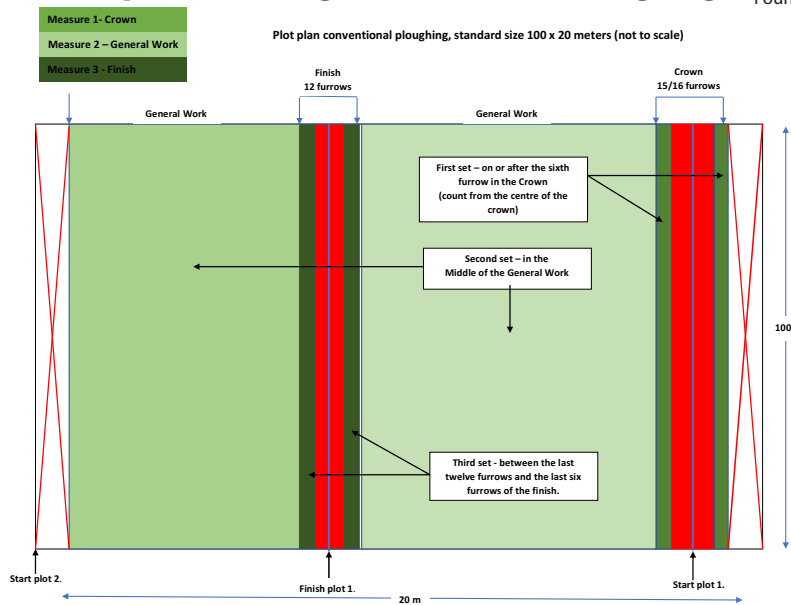 Measure 1- Crown
Measure 2 – General Work
Measure 3 - Finish
Plot plan conventional ploughing, standard size 100 x 20 meters (not to scale)
Finish
12 furrows
Crown
15/16 furrows
General Work
General Work
First set – on or after the sixth
furrow in the Crown
(count from the centre of the
crown)
Second set – in the
Middle of the General Work
100
Third set - between the last
twelve furrows and the last six
furrows of the finish.
Start plot 2.
Finish plot 1.
Start plot 1.
20 m